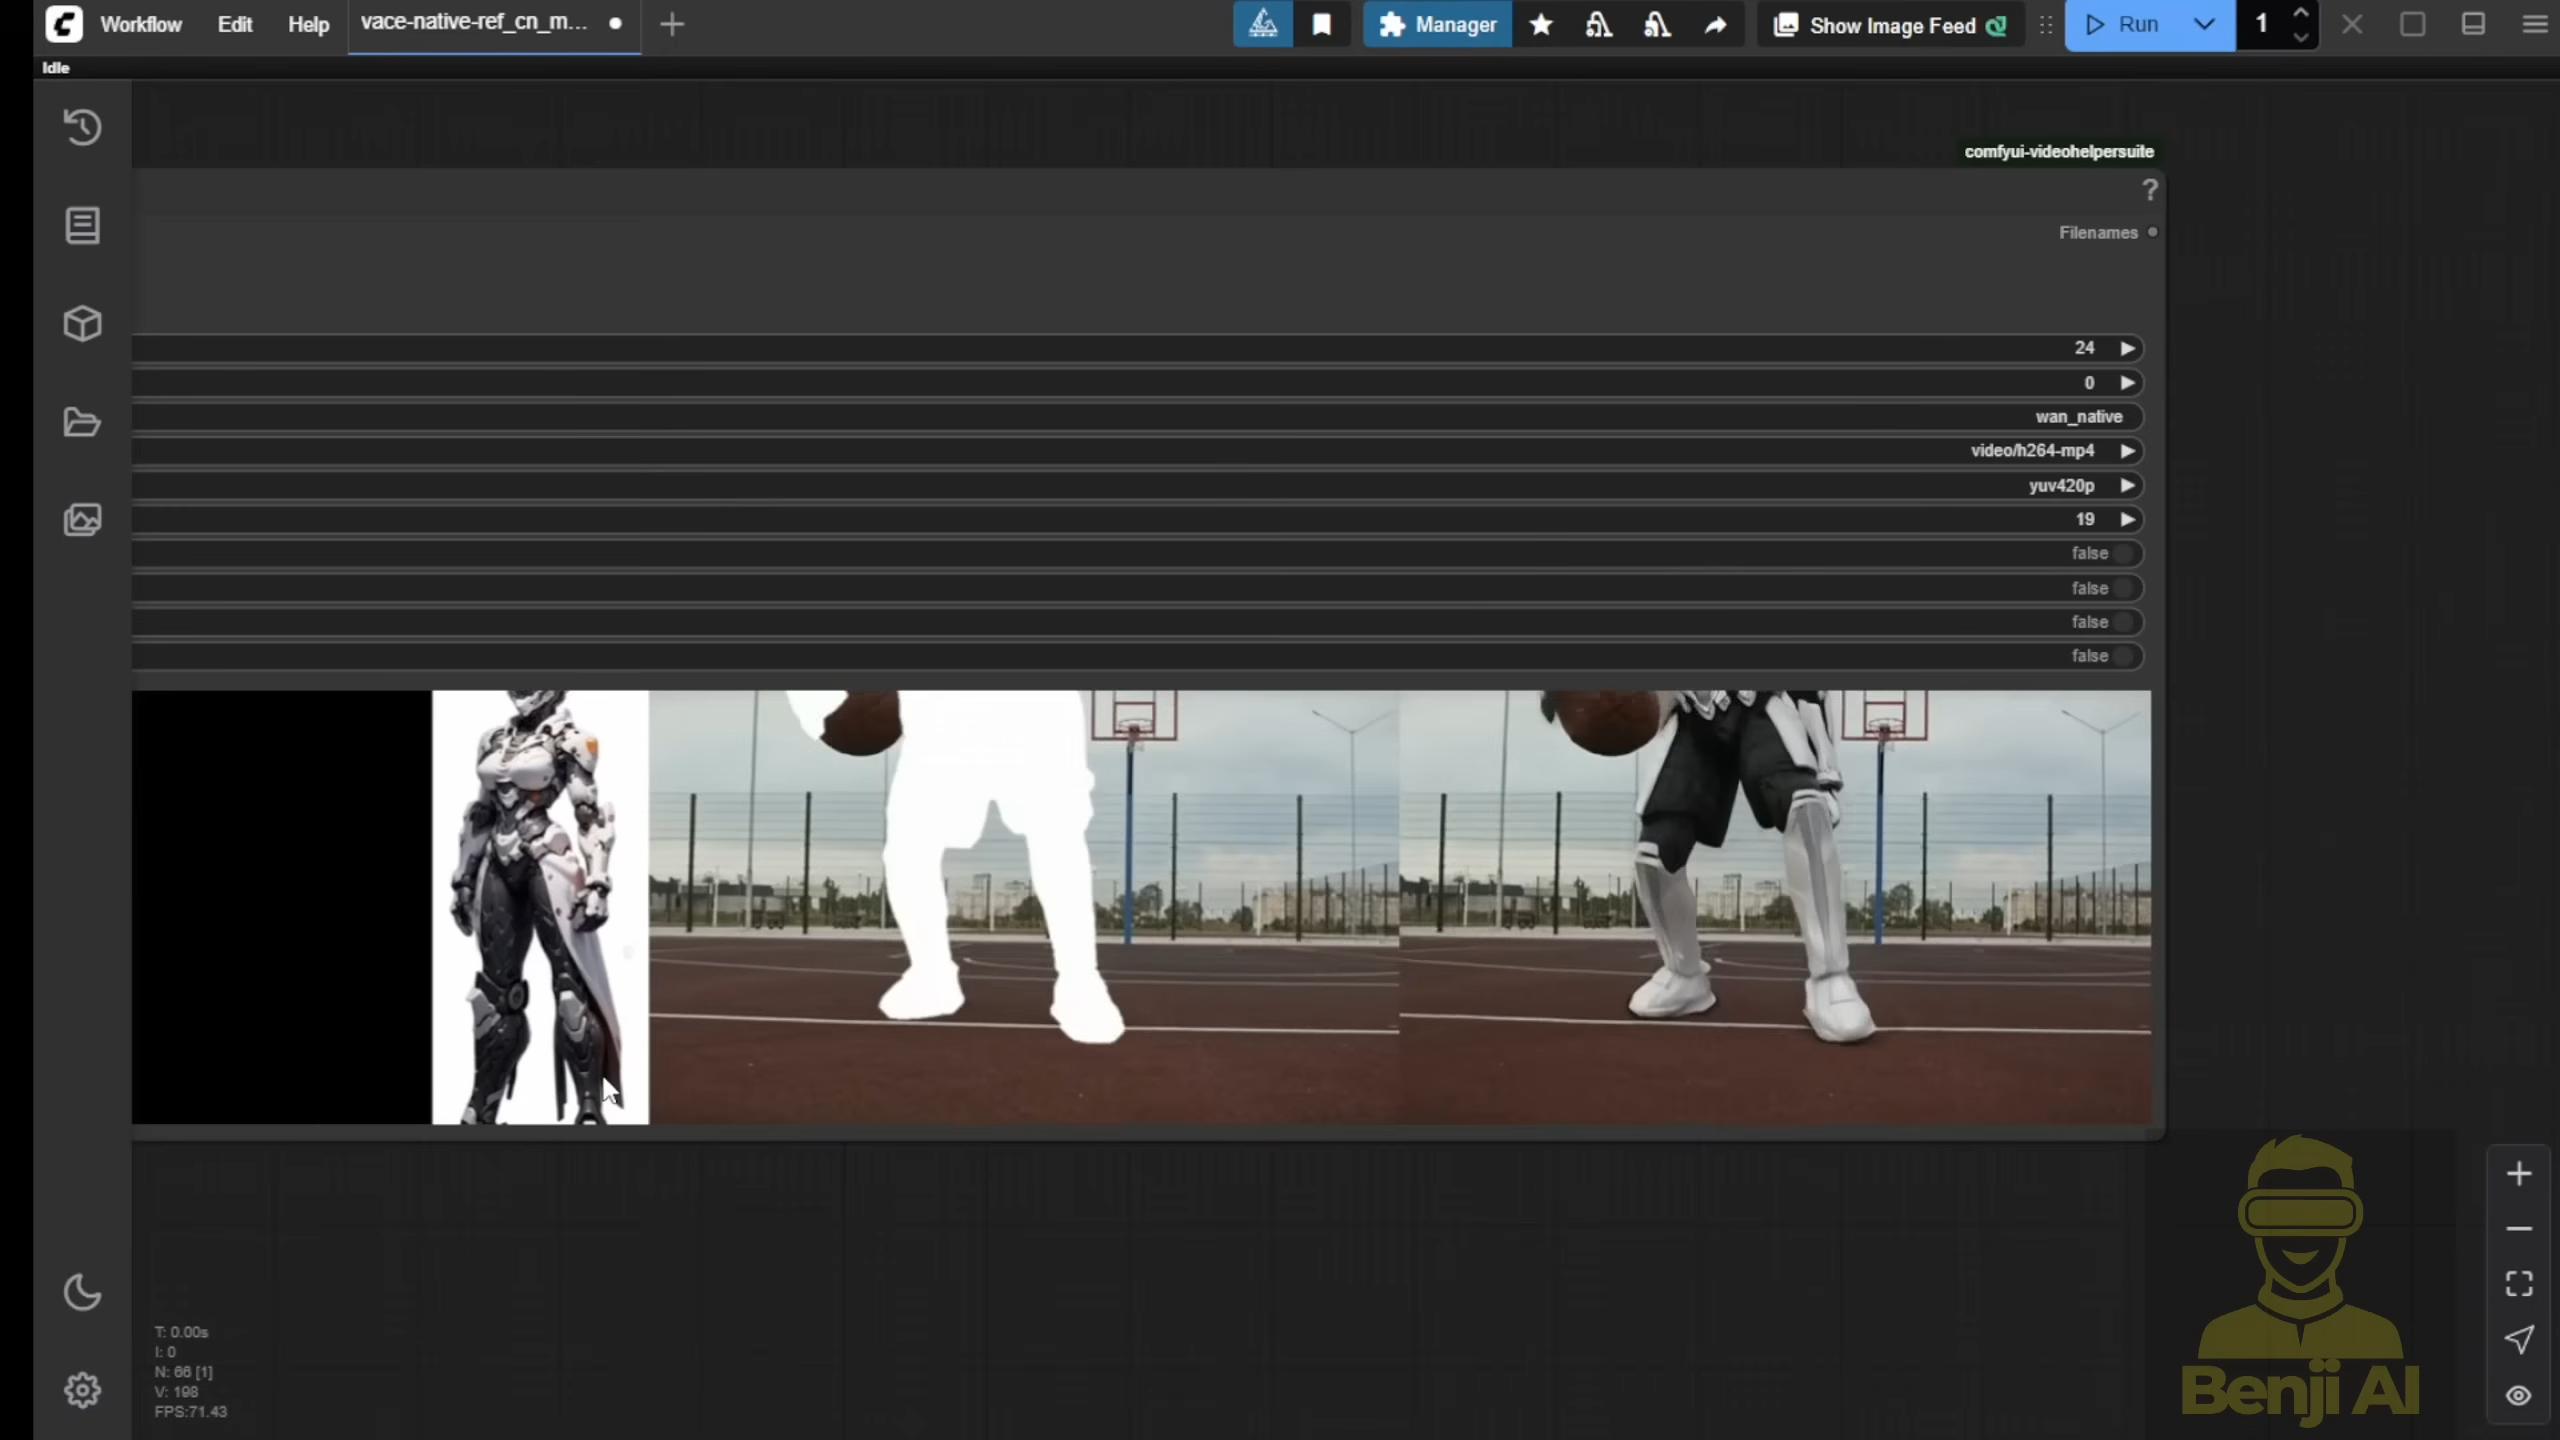 Workflow Edit Help vace-native-ref_cn_m... Manager Show Image Feed Run 1
Idle
comfyui-videohelpersuite
?
Filenames
24
0
wan_native
video/h264-mp4
yuv420p
19
false
false
false
false
T: 0.00s
I: 0
N: 66 [1]
V: 198
FPS:71.43
Benji AI